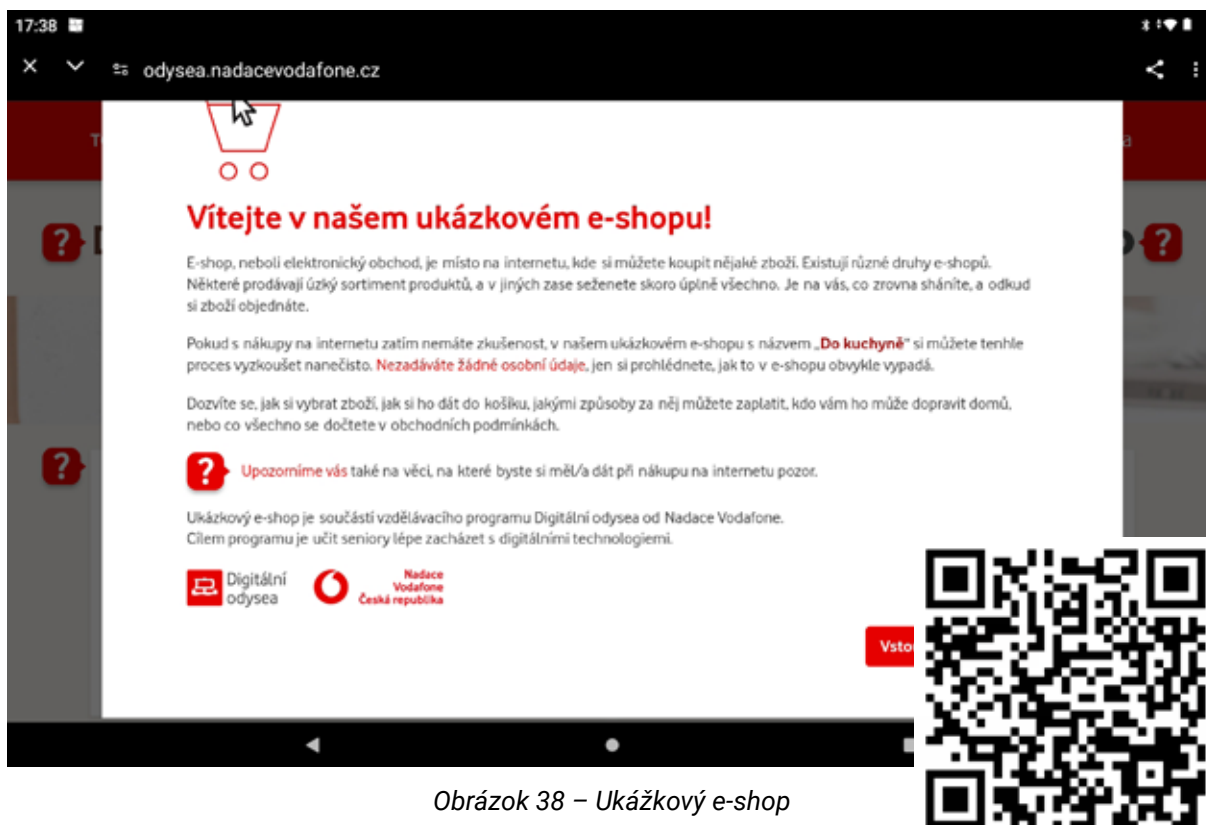 17:38
odysea.nadacevodafone.cz
Vítejte v našem ukázkovém e-shopu!
E-shop, neboli elektronický obchod, je místo na internetu, kde si můžete koupit nějaké zboží. Existují různé druhy e-shopů.
Některé prodávají úzký sortiment produktů, a v jiných zase seženete skoro úplně všechno. Je na vás, co zrovna sháníte, a odkud
si zboží objednáte.
Pokud s nákupy na internetu zatím nemáte zkušenost, v našem ukázkovém e-shopu s názvem „Do kuchyně“ si můžete tenhle
proces vyzkoušet nanečisto. Nezadáváte žádné osobní údaje, jen si prohlédnete, jak to v e-shopu obvykle vypadá.
Dozvíte se, jak si vybrat zboží, jak si ho dát do košíku, jakými způsoby za něj můžete zaplatit, kdo vám ho může dopravit domů,
nebo co všechno se dočtete v obchodních podmínkách.
? Upozorníme vás také na věci, na které byste si měl/a dát při nákupu na internetu pozor.
Ukázkový e-shop je součástí vzdělávacího programu Digitální odysea od Nadace Vodafone.
Cílem programu je učit seniory lépe zacházet s digitálními technologiemi.
Digitální
odysea
Nadace
Vodafone
Česká republika
Obrázok 38 – Ukážkový e-shop